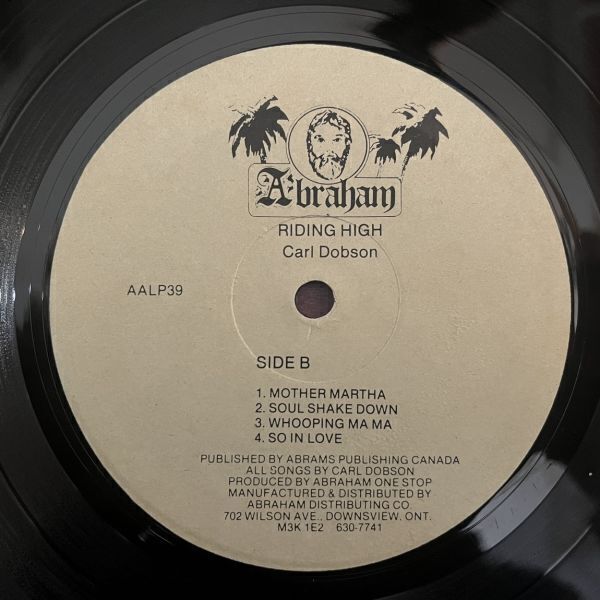 A'braham
RIDING HIGH
Carl Dobson
AALP39
SIDE B
1. MOTHER MARTHA
2. SOUL SHAKE DOWN
3. WHOOPING MA MA
4. SO IN LOVE
PUBLISHED BY ABRAMS PUBLISHING CANADA
ALL SONGS BY CARL DOBSON
PRODUCED BY ABRAHAM ONE STOP
MANUFACTURED & DISTRIBUTED BY
ABRAHAM DISTRIBUTING CO.
702 WILSON AVE., DOWNSVIEW, ONT.
M3K 1E2 630-7741